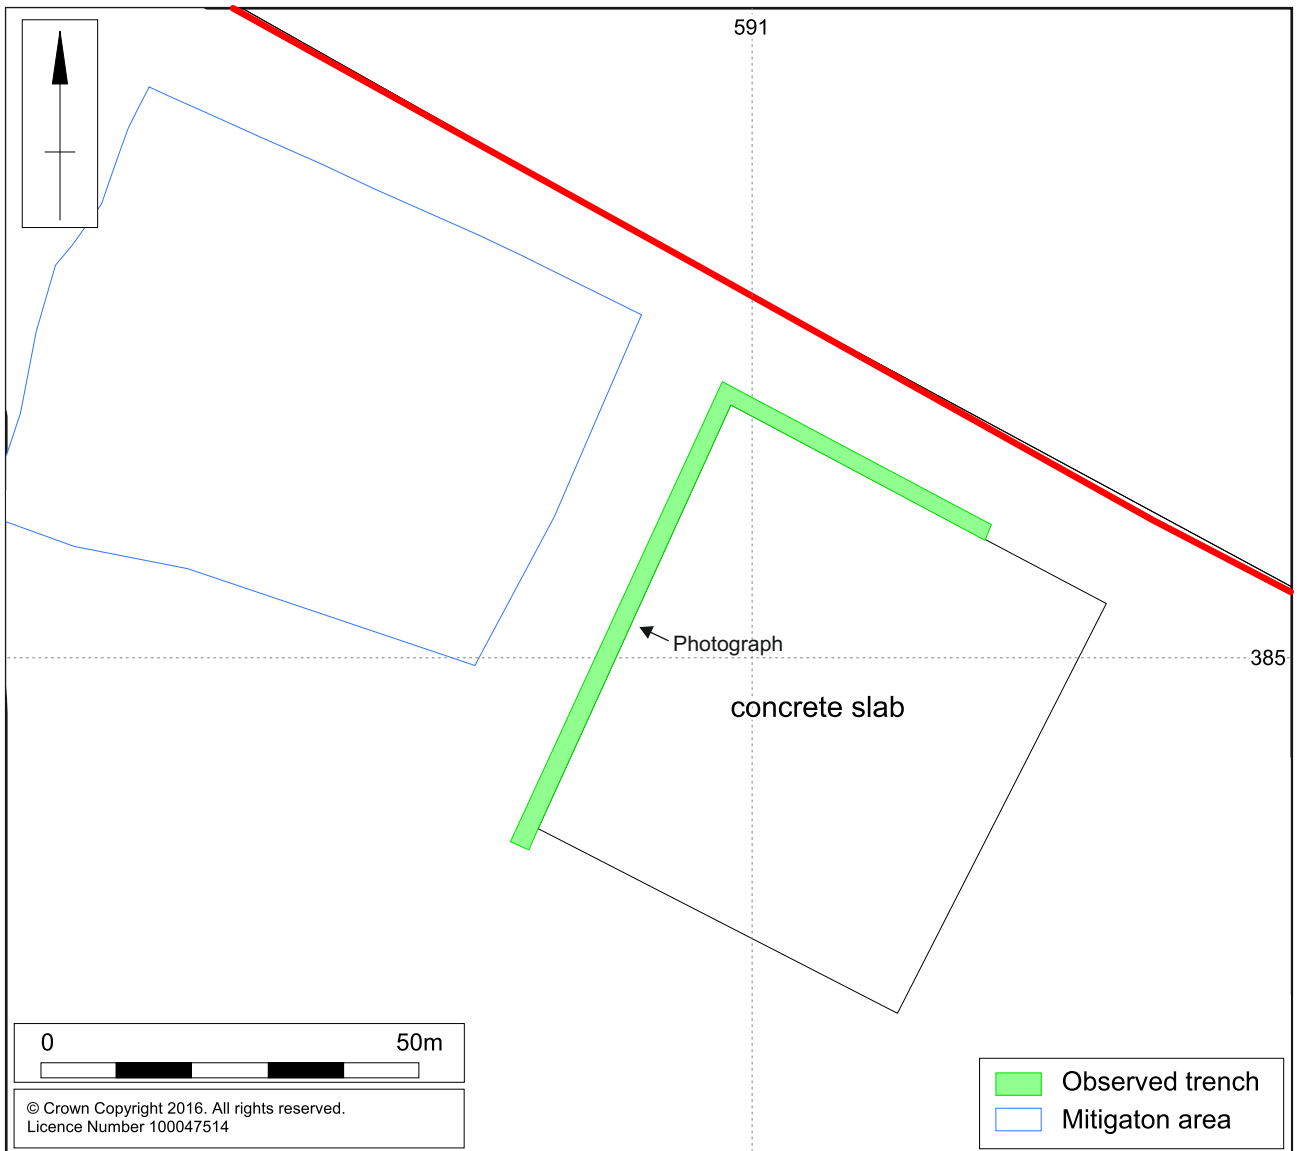 591
Photograph
385
concrete slab
0 50m
© Crown Copyright 2016. All rights reserved.
Licence Number 100047514
Observed trench
Mitigaton area